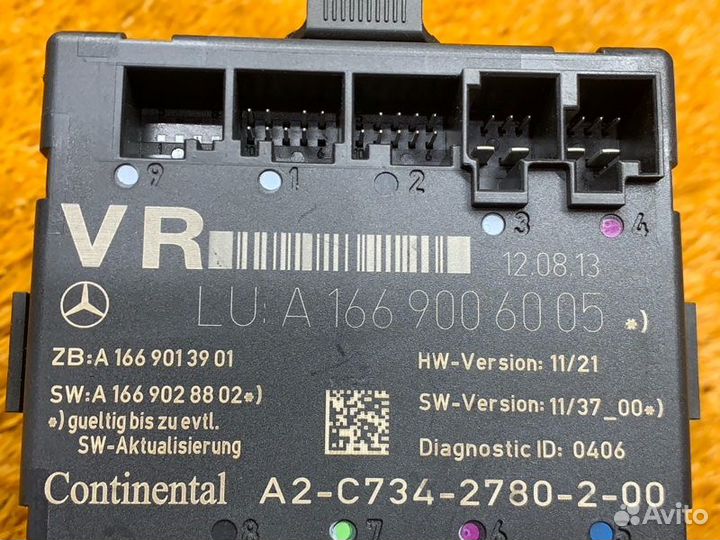 9 1 2 3 4
VR
12.08.13
LU: A 166 900 60 05 *)
ZB:A 166 901 39 01
HW-Version: 11/21
SW:A 166 902 88 02*)
SW-Version: 11/37_00*)
*) gueltig bis zu evtl.
SW-Aktualisierung
Diagnostic ID: 0406
Continental A2-C734-2780-2-00
8 7 6 5
Avito